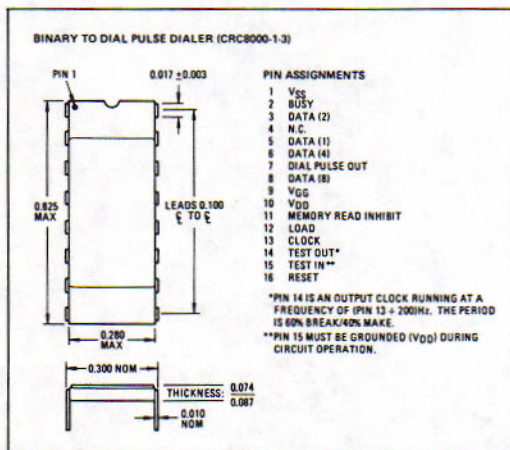 BINARY TO DIAL PULSE DIALER (CRC8000-1-3)
PIN 1
0.017 ±0.003
0.825
MAX
LEADS 0.100
℄ TO ℄
0.280
MAX
0.300 NOM
THICKNESS: 0.074
0.087
0.010
NOM
PIN ASSIGNMENTS
1 VSS
2 BUSY
3 DATA (2)
4 N.C.
5 DATA (1)
6 DATA (4)
7 DIAL PULSE OUT
8 DATA (8)
9 VGG
10 VDD
11 MEMORY READ INHIBIT
12 LOAD
13 CLOCK
14 TEST OUT*
15 TEST IN**
16 RESET
*PIN 14 IS AN OUTPUT CLOCK RUNNING AT A
FREQUENCY OF (PIN 13 ÷ 200)Hz. THE PERIOD
IS 60% BREAK/40% MAKE.
**PIN 15 MUST BE GROUNDED (VDD) DURING
CIRCUIT OPERATION.